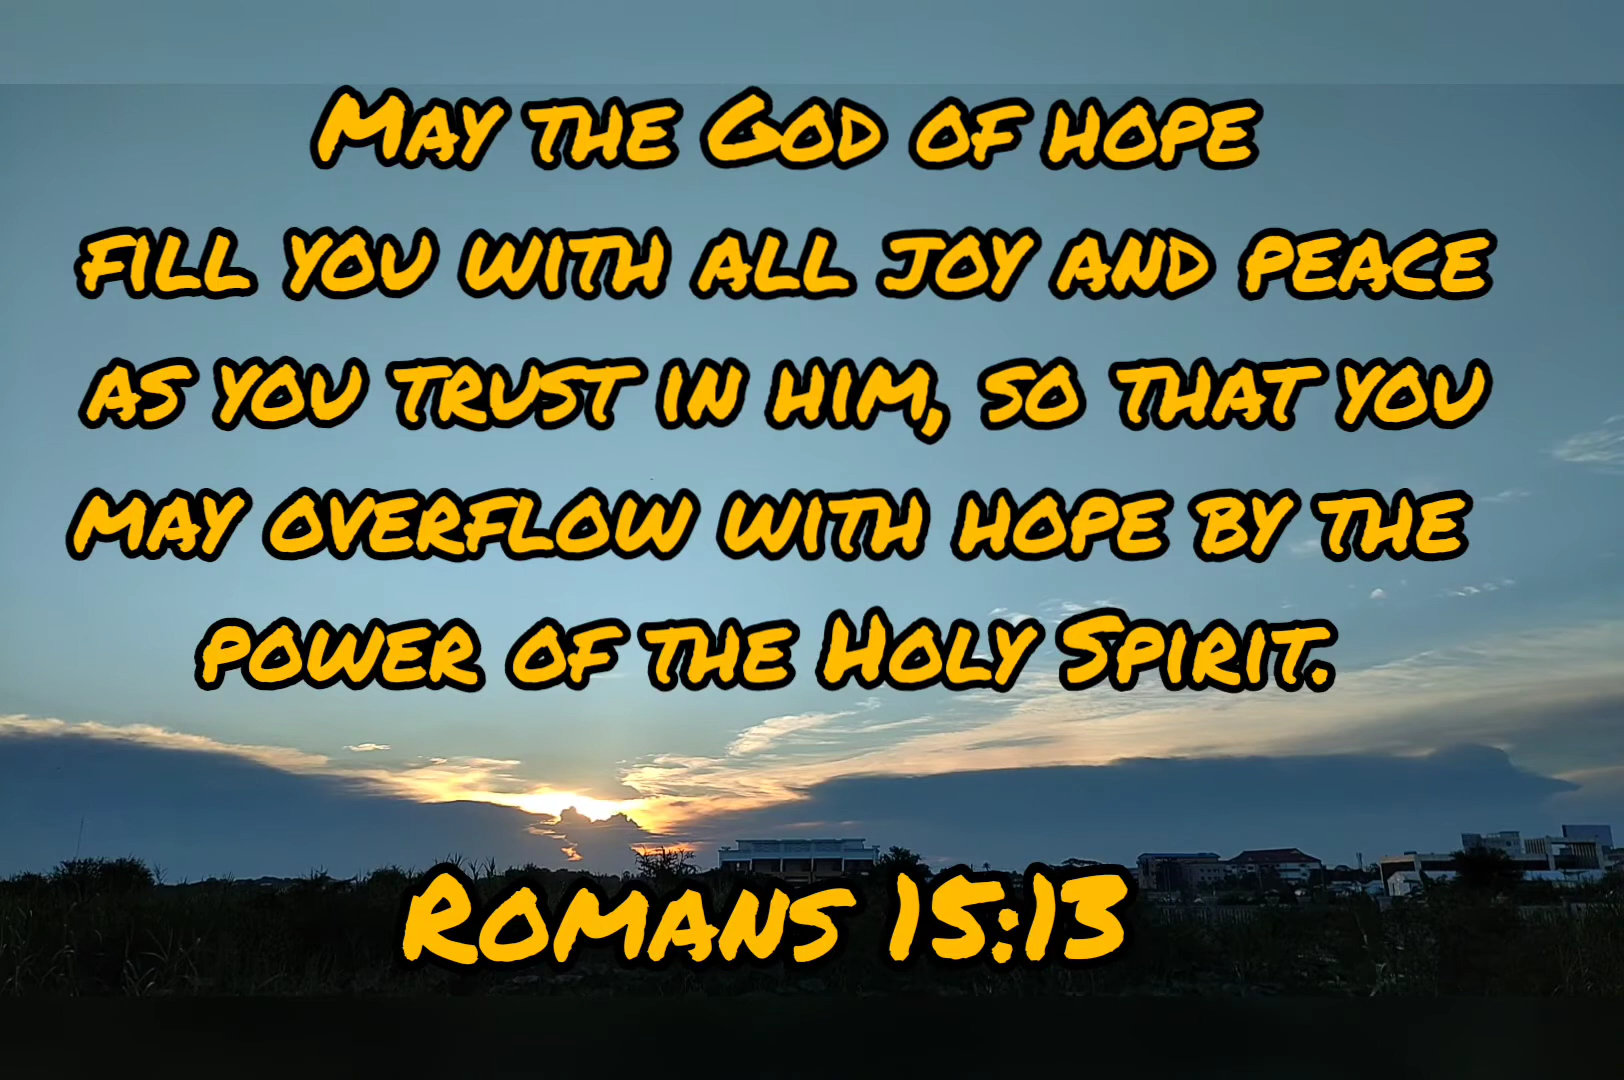 May the God of hope
fill you with all joy and peace
as you trust in him, so that you
may overflow with hope by the
power of the Holy Spirit.
Romans 15:13